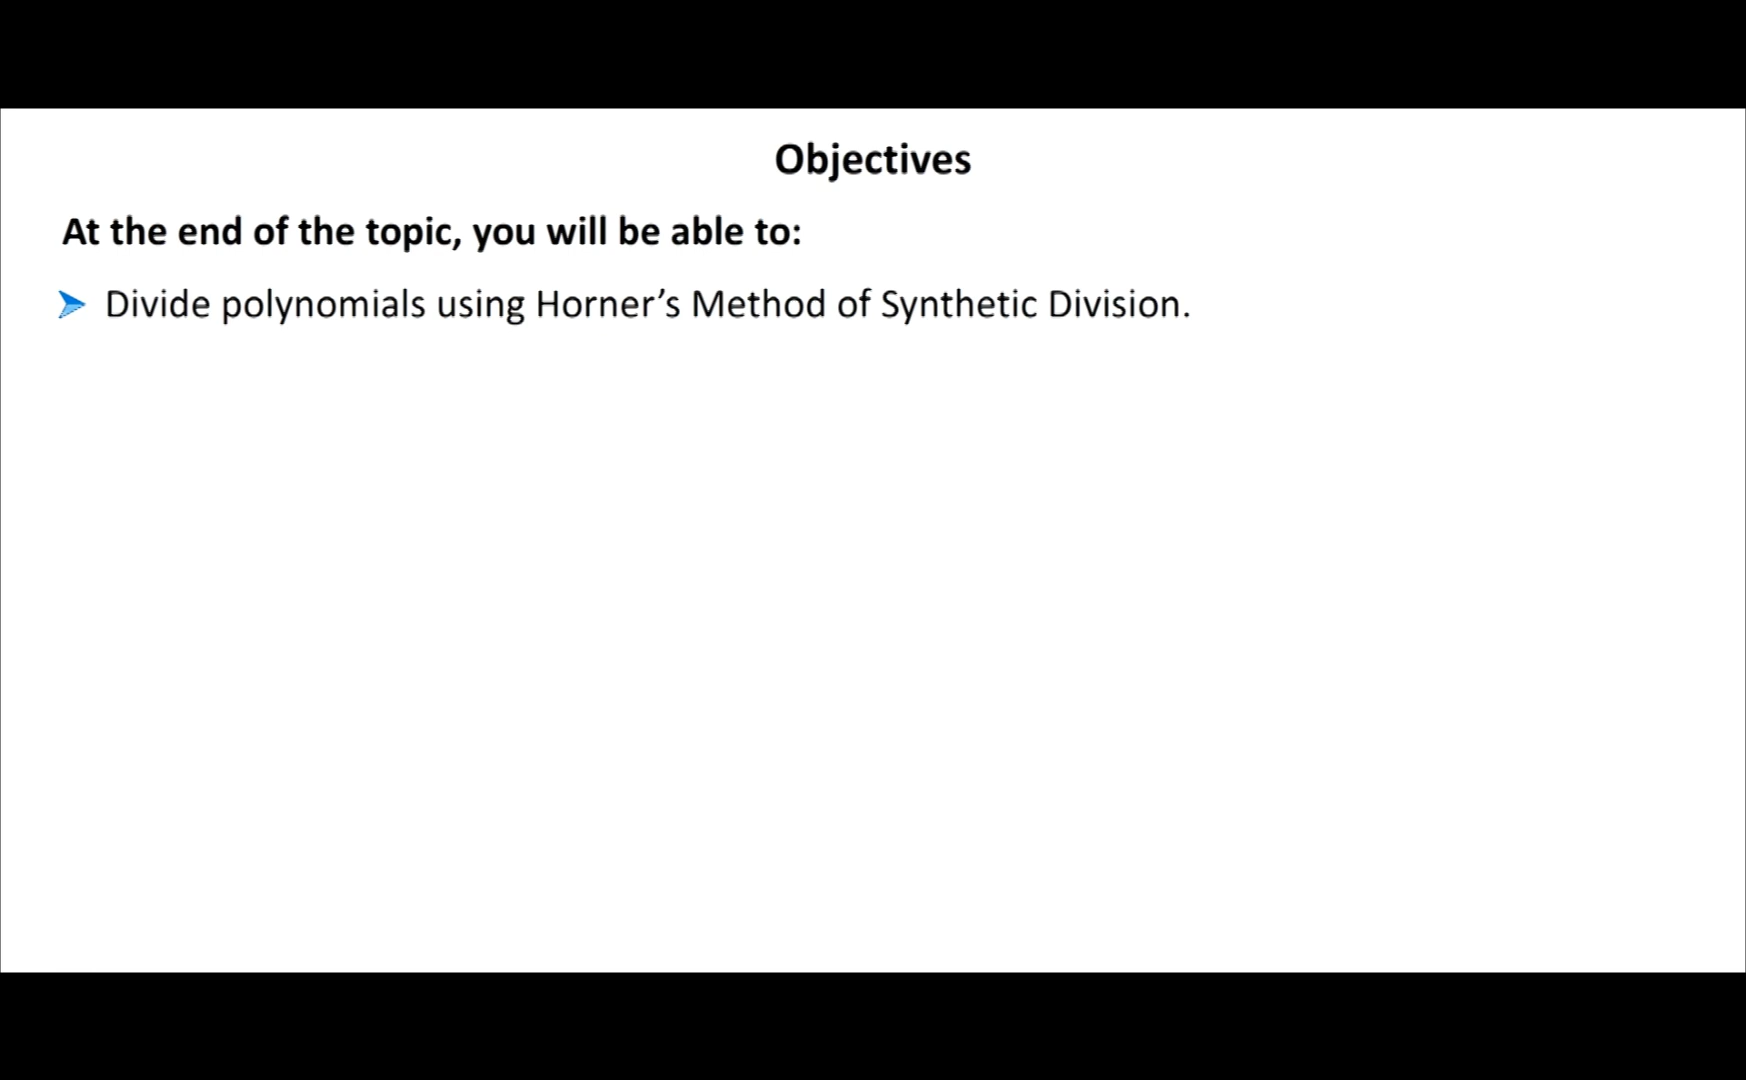 Objectives
At the end of the topic, you will be able to:
Divide polynomials using Horner’s Method of Synthetic Division.